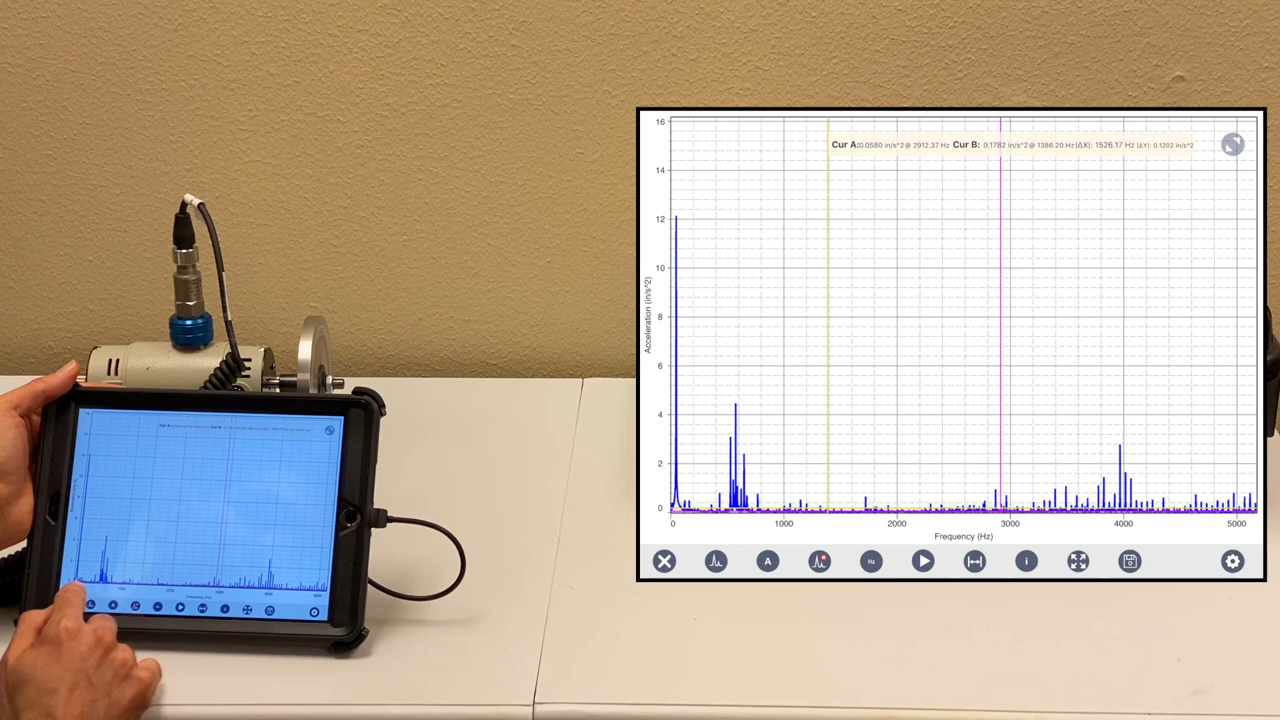 16
Cur A:0.0580 in/s^2@ 2912.37 Hz Cur B: 0.1782 in/s^2@ 1386.20 Hz|ΔX|: 1526.17 Hz |ΔY|: 0.1202 in/s^2
14
12
10
8
6
4
2
0
Acceleration (in/s^2)
0 1000 2000 3000 4000 5000
Frequency (Hz)
A
Hz
i